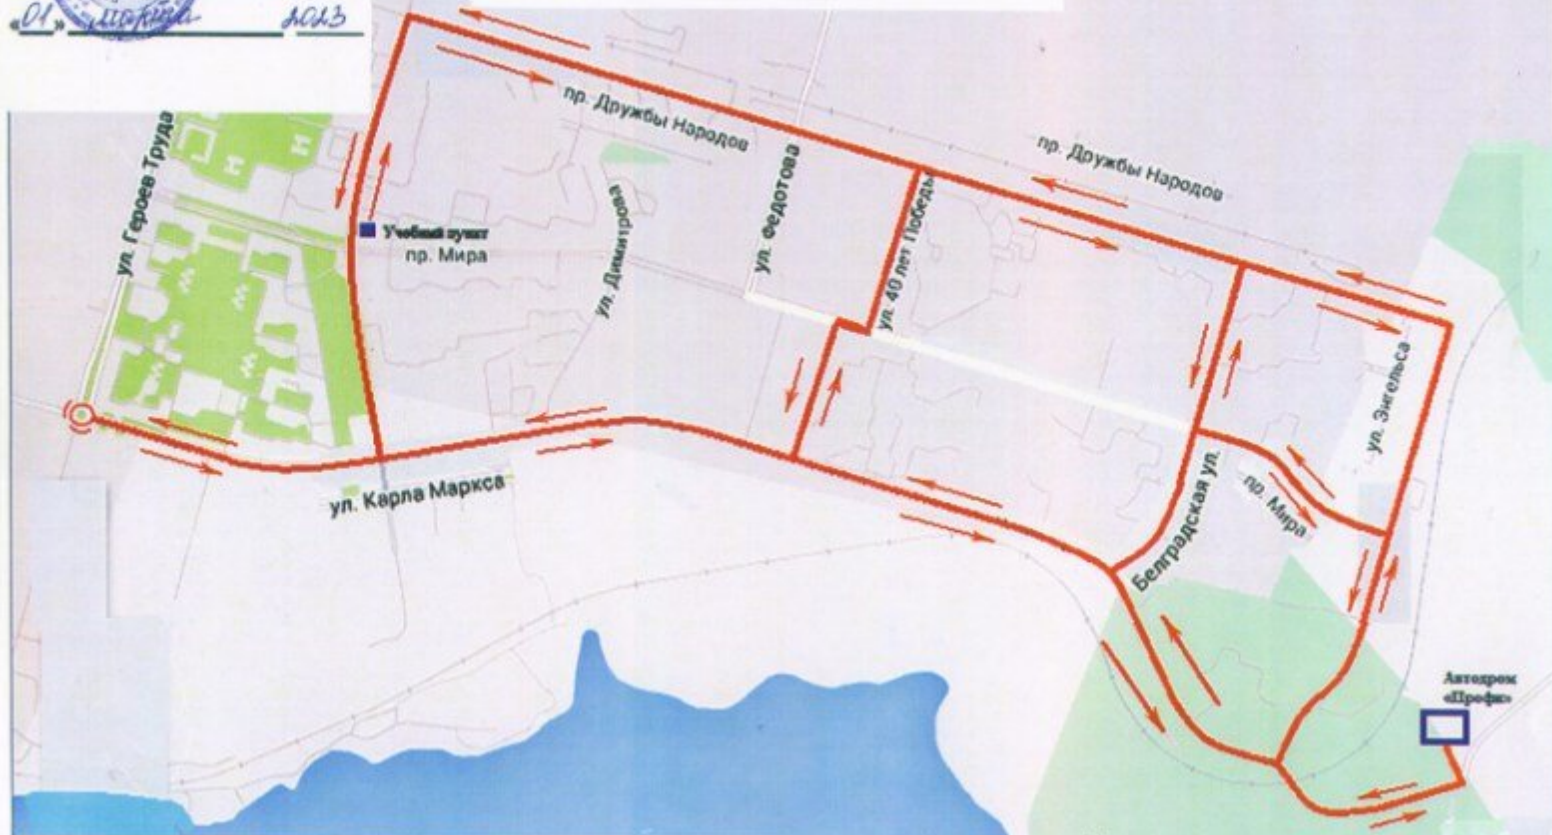 «01» марта 2023
пр. Дружбы Народов
пр. Дружбы Народов
ул. Героев Труда
ул. Федотова
ул. Димитрова
ул. 40 лет Победы
Учебный пункт
пр. Мира
ул. Энгельса
ул. Карла Маркса
Белградская ул.
пр. Мира
Автодром
«Профи»